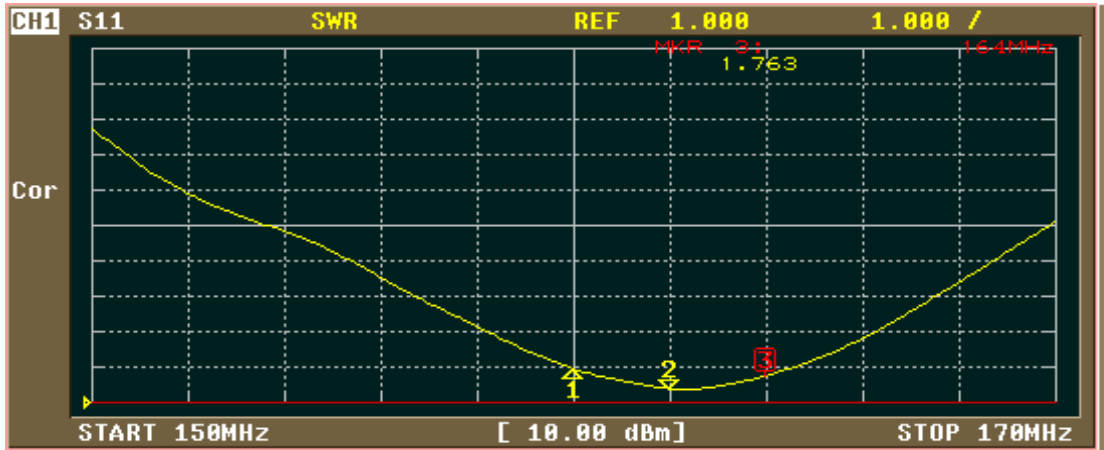 CH1 S11 SWR REF 1.000 1.000 /
MKR 3: 164MHz
1.763
Cor
2
3
1
START 150MHz [ 10.00 dBm] STOP 170MHz